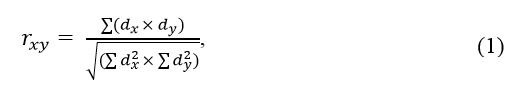 r_xy = ∑(d_x × d_y) / √(∑ d_x^2 × ∑ d_y^2), (1)